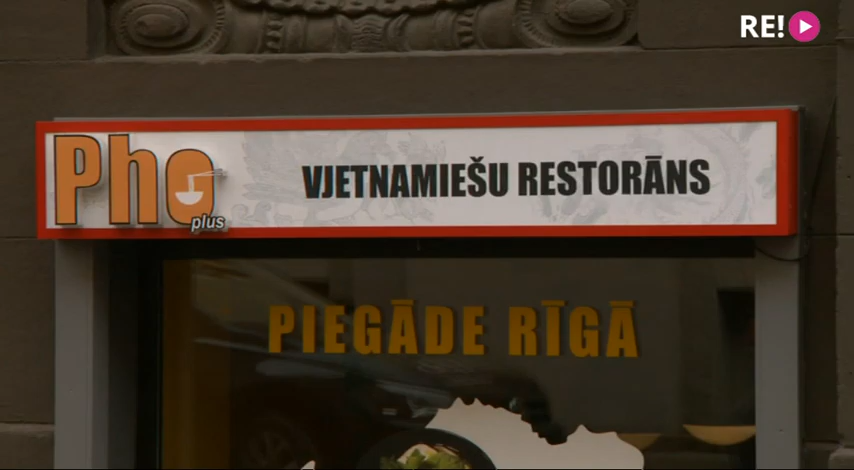 RE!
Pho
plus
VJETNAMIEŠU RESTORĀNS
PIEGĀDE RĪGĀ